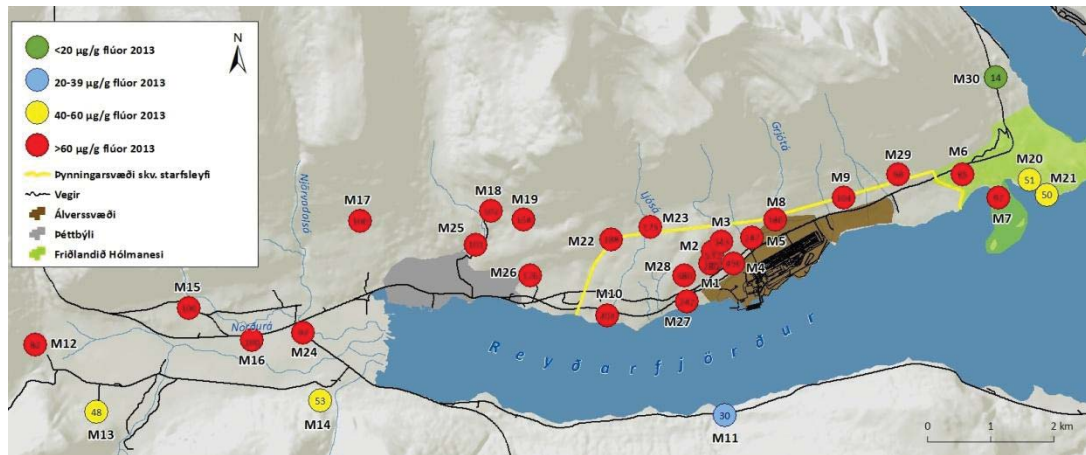 <20 µg/g flúor 2013
20-39 µg/g flúor 2013
40-60 µg/g flúor 2013
>60 µg/g flúor 2013
Þynningarsvæði skv. starfsleyfi
Vegir
Álverssvæði
Þéttbýli
Friðlandið Hólmanesi
N
M30
14
M6
M20
51
M21
50
M7
M29
M9
Grjótá
M8
M5
M3
M2
M4
M1
M23
Ljósá
M22
M28
M27
M10
M19
M18
M25
M26
M17
Njörvadalsá
M15
Norðurá
M16
M24
M12
M13
48
M14
53
M11
30
Reyðarfjörður
0 1 2 km